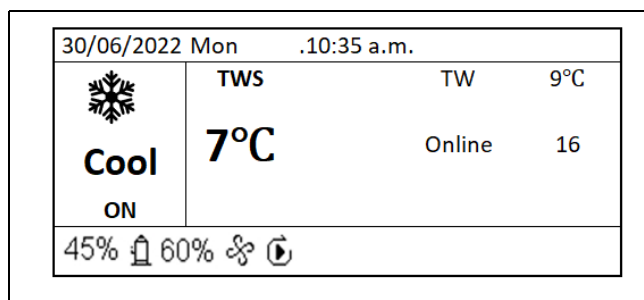 30/06/2022 Mon .10:35 a.m.
TWS TW 9℃
7℃ Online 16
Cool
ON
45% 60%